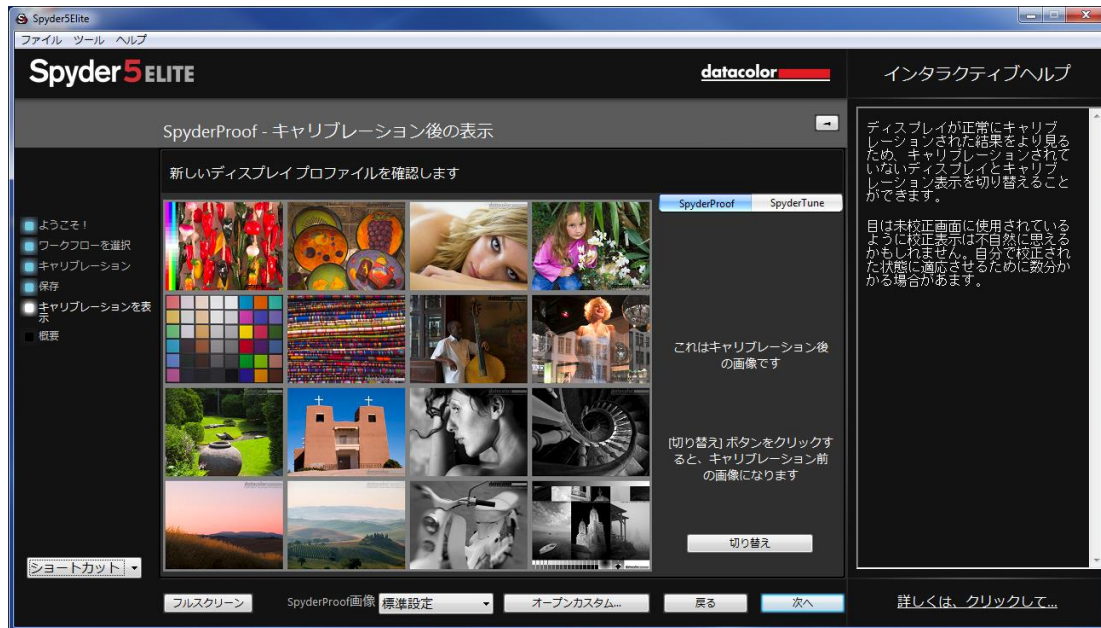 Spyder5Elite
ファイル ツール ヘルプ
Spyder5ELITE
datacolor
インタラクティブヘルプ
SpyderProof - キャリブレーション後の表示
新しいディスプレイ プロファイルを確認します
ようこそ！
ワークフローを選択
キャリブレーション
保存
キャリブレーションを表
示
概要
ショートカット
SpyderProof SpyderTune
これはキャリブレーション後
の画像です
[切り替え] ボタンをクリックす
ると、キャリブレーション前
の画像になります
切り替え
ディスプレイが正常にキャリブ
レーションされた結果をより見る
ため、キャリブレーションされて
いないディスプレイとキャリブ
レーション表示を切り替えること
ができます。
目は未校正画面に使用されている
ように校正表示は不自然に思える
かもしれません。自分で校正され
た状態に適応させるために数分か
かる場合があます。
フルスクリーン
SpyderProof画像 標準設定
オープンカスタム...
戻る
次へ
詳しくは、クリックして...